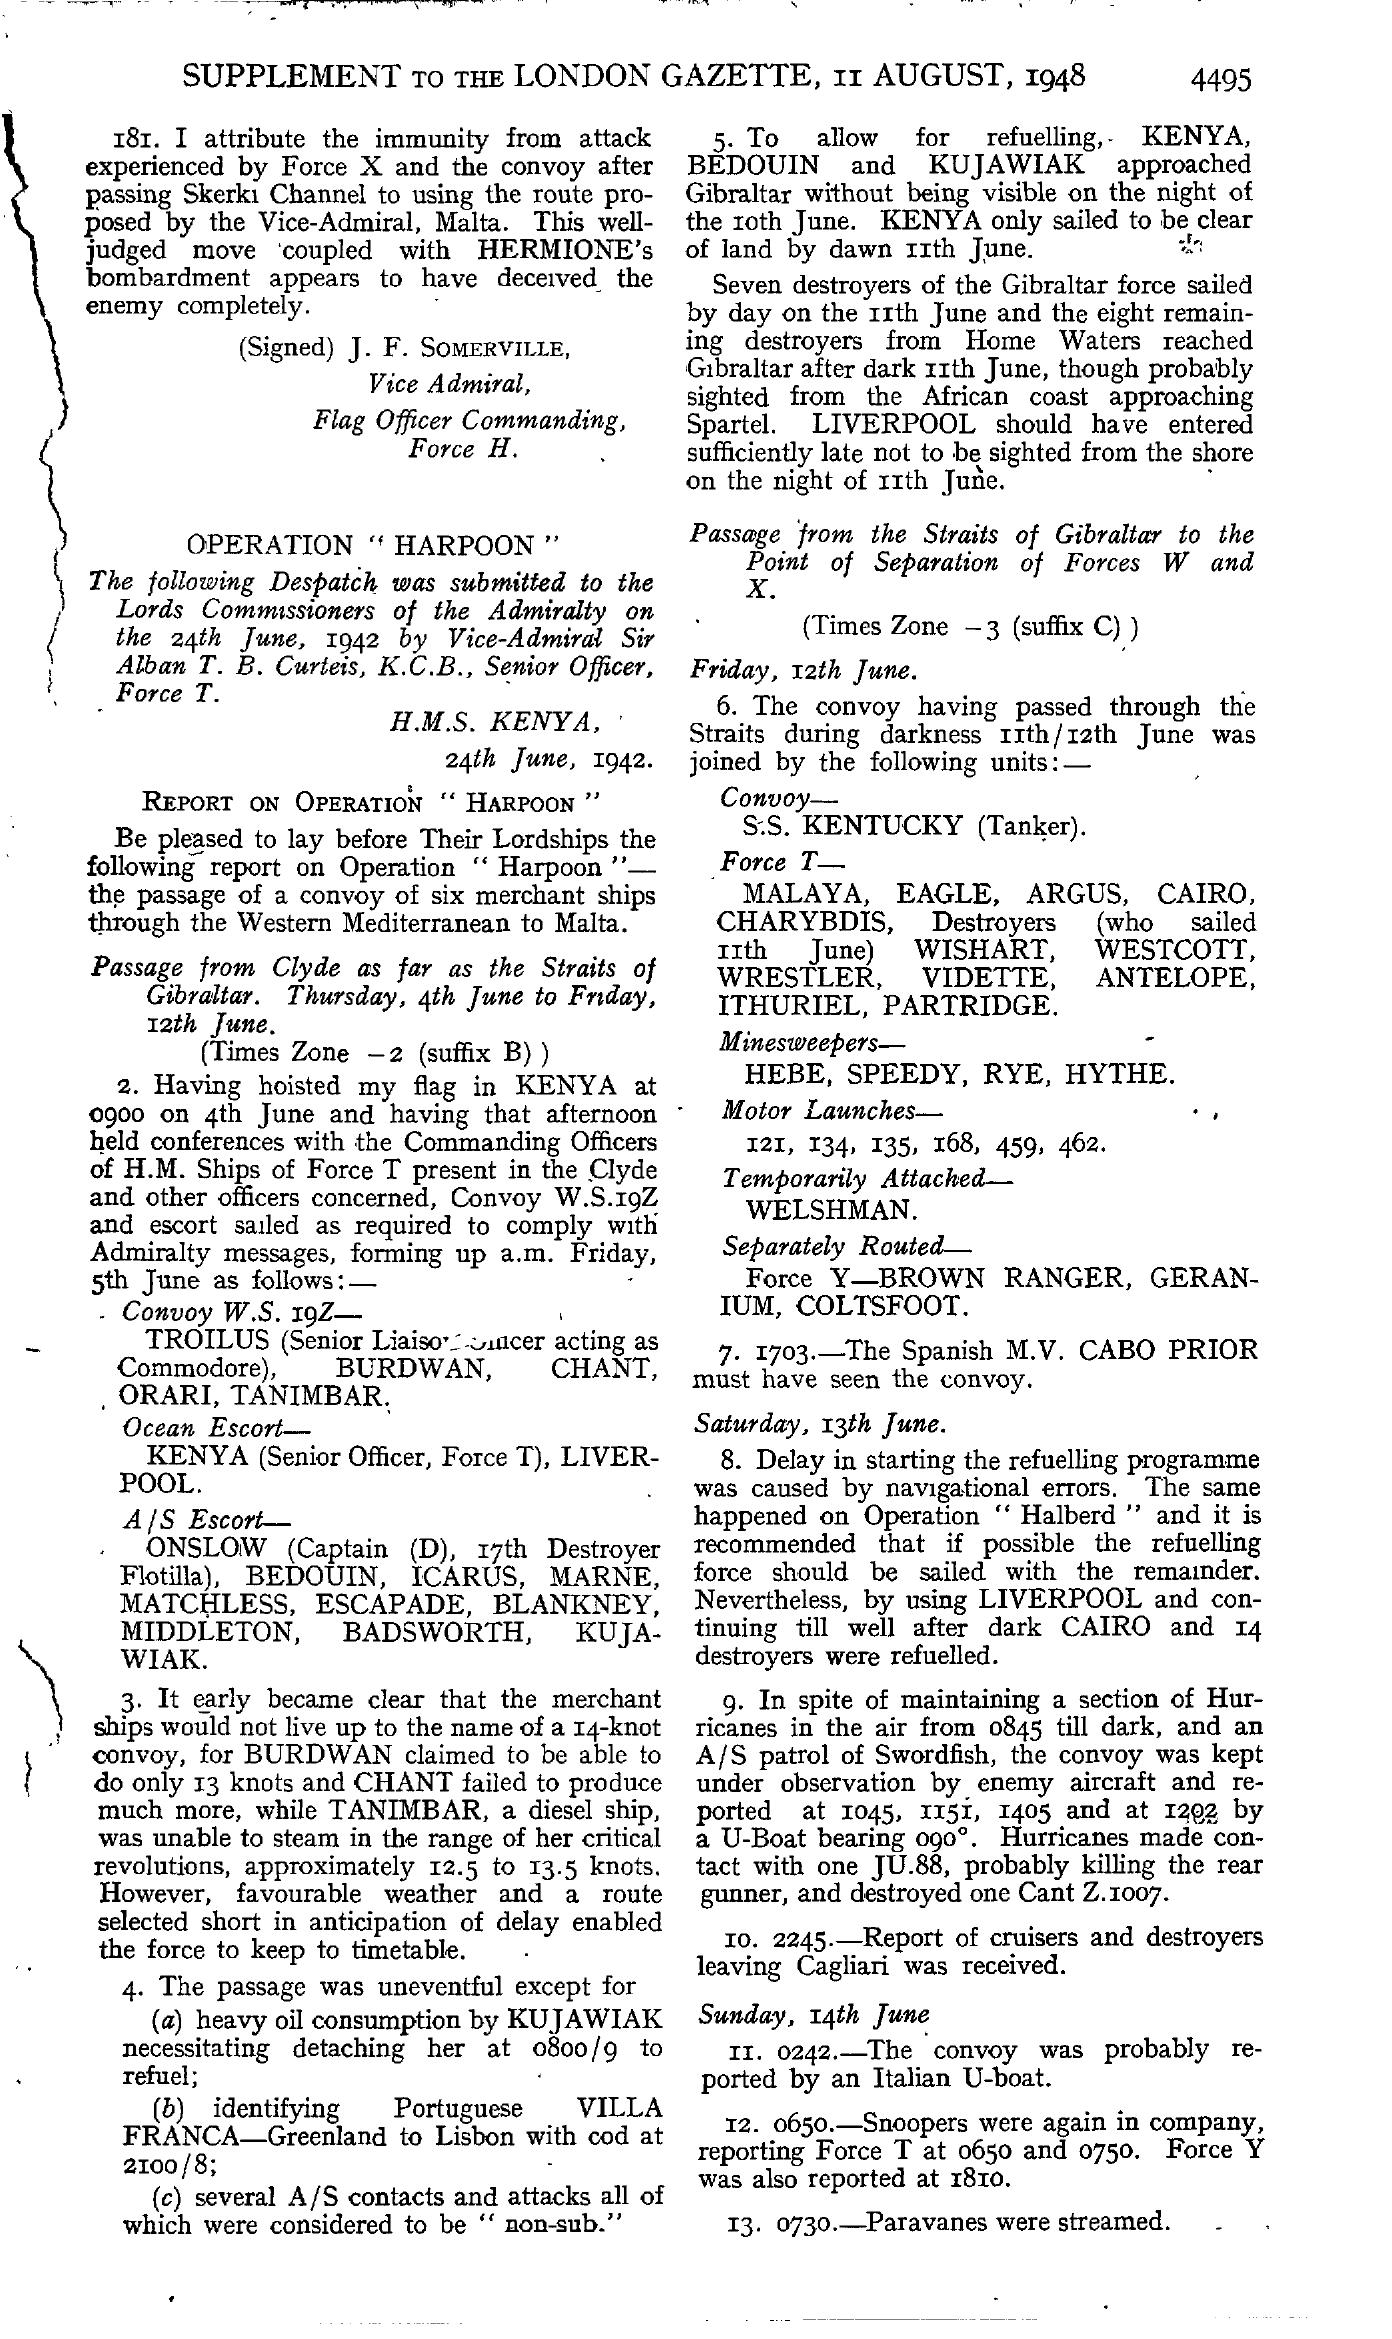 SUPPLEMENT TO THE LONDON GAZETTE, 11 AUGUST, 1948 4495
181. I attribute the immunity from attack
experienced by Force X and the convoy after
passing Skerki Channel to using the route pro-
posed by the Vice-Admiral, Malta. This well-
judged move coupled with HERMIONE's
bombardment appears to have deceived the
enemy completely.
(Signed) J. F. SOMERVILLE,
Vice Admiral,
Flag Officer Commanding,
Force H.
OPERATION " HARPOON "
The following Despatch was submitted to the
Lords Commissioners of the Admiralty on
the 24th June, 1942 by Vice-Admiral Sir
Alban T. B. Curteis, K.C.B., Senior Officer,
Force T.
H.M.S. KENYA,
24th June, 1942.
REPORT ON OPERATION " HARPOON "
Be pleased to lay before Their Lordships the
following report on Operation " Harpoon "—
the passage of a convoy of six merchant ships
through the Western Mediterranean to Malta.
Passage from Clyde as far as the Straits of
Gibraltar. Thursday, 4th June to Friday,
12th June.
(Times Zone −2 (suffix B) )
2. Having hoisted my flag in KENYA at
0900 on 4th June and having that afternoon
held conferences with the Commanding Officers
of H.M. Ships of Force T present in the Clyde
and other officers concerned, Convoy W.S.19Z
and escort sailed as required to comply with
Admiralty messages, forming up a.m. Friday,
5th June as follows:—
Convoy W.S. 19Z—
TROILUS (Senior Liaison Officer acting as
Commodore), BURDWAN, CHANT,
ORARI, TANIMBAR.
Ocean Escort—
KENYA (Senior Officer, Force T), LIVER-
POOL.
A/S Escort—
ONSLOW (Captain (D), 17th Destroyer
Flotilla), BEDOUIN, ICARUS, MARNE,
MATCHLESS, ESCAPADE, BLANKNEY,
MIDDLETON, BADSWORTH, KUJA-
WIAK.
3. It early became clear that the merchant
ships would not live up to the name of a 14-knot
convoy, for BURDWAN claimed to be able to
do only 13 knots and CHANT failed to produce
much more, while TANIMBAR, a diesel ship,
was unable to steam in the range of her critical
revolutions, approximately 12.5 to 13.5 knots.
However, favourable weather and a route
selected short in anticipation of delay enabled
the force to keep to timetable.
4. The passage was uneventful except for
(a) heavy oil consumption by KUJAWIAK
necessitating detaching her at 0800/9 to
refuel;
(b) identifying Portuguese VILLA
FRANCA—Greenland to Lisbon with cod at
2100/8;
(c) several A/S contacts and attacks all of
which were considered to be " non-sub."
5. To allow for refuelling, KENYA,
BEDOUIN and KUJAWIAK approached
Gibraltar without being visible on the night of
the 10th June. KENYA only sailed to be clear
of land by dawn 11th June.
Seven destroyers of the Gibraltar force sailed
by day on the 11th June and the eight remain-
ing destroyers from Home Waters reached
Gibraltar after dark 11th June, though probably
sighted from the African coast approaching
Spartel. LIVERPOOL should have entered
sufficiently late not to be sighted from the shore
on the night of 11th June.
Passage from the Straits of Gibraltar to the
Point of Separation of Forces W and
X.
(Times Zone −3 (suffix C) )
Friday, 12th June.
6. The convoy having passed through the
Straits during darkness 11th/12th June was
joined by the following units:—
Convoy—
S.S. KENTUCKY (Tanker).
Force T—
MALAYA, EAGLE, ARGUS, CAIRO,
CHARYBDIS, Destroyers (who sailed
11th June) WISHART, WESTCOTT,
WRESTLER, VIDETTE, ANTELOPE,
ITHURIEL, PARTRIDGE.
Minesweepers—
HEBE, SPEEDY, RYE, HYTHE.
Motor Launches—
121, 134, 135, 168, 459, 462.
Temporarily Attached—
WELSHMAN.
Separately Routed—
Force Y—BROWN RANGER, GERAN-
IUM, COLTSFOOT.
7. 1703.—The Spanish M.V. CABO PRIOR
must have seen the convoy.
Saturday, 13th June.
8. Delay in starting the refuelling programme
was caused by navigational errors. The same
happened on Operation " Halberd " and it is
recommended that if possible the refuelling
force should be sailed with the remainder.
Nevertheless, by using LIVERPOOL and con-
tinuing till well after dark CAIRO and 14
destroyers were refuelled.
9. In spite of maintaining a section of Hur-
ricanes in the air from 0845 till dark, and an
A/S patrol of Swordfish, the convoy was kept
under observation by enemy aircraft and re-
ported at 1045, 1151, 1405 and at by
a U-Boat bearing 090°. Hurricanes made con-
tact with one JU.88, probably killing the rear
gunner, and destroyed one Cant Z.1007.
10. 2245.—Report of cruisers and destroyers
leaving Cagliari was received.
Sunday, 14th June
11. 0242.—The convoy was probably re-
ported by an Italian U-boat.
12. 0650.—Snoopers were again in company,
reporting Force T at 0650 and 0750. Force Y
was also reported at 1810.
13. 0730.—Paravanes were streamed.